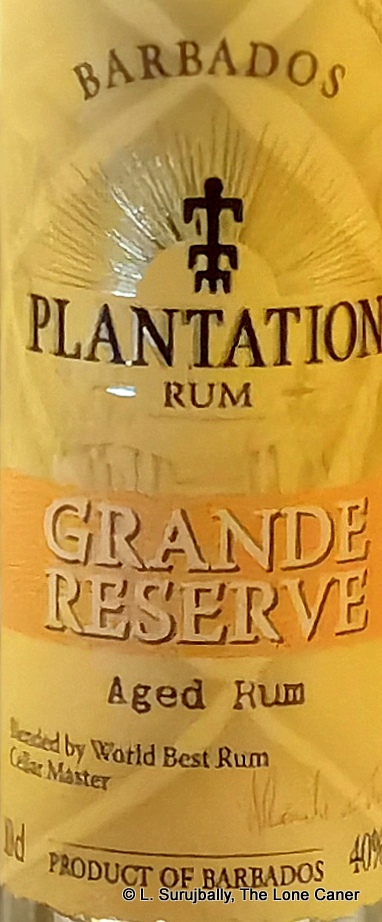 BARBADOS
PLANTATION
RUM
GRANDE
RESERVE
Aged Rum
Blended by World Best Rum
Cellar Master
40%
PRODUCT OF BARBADOS
© L. Surujbally, The Lone Caner